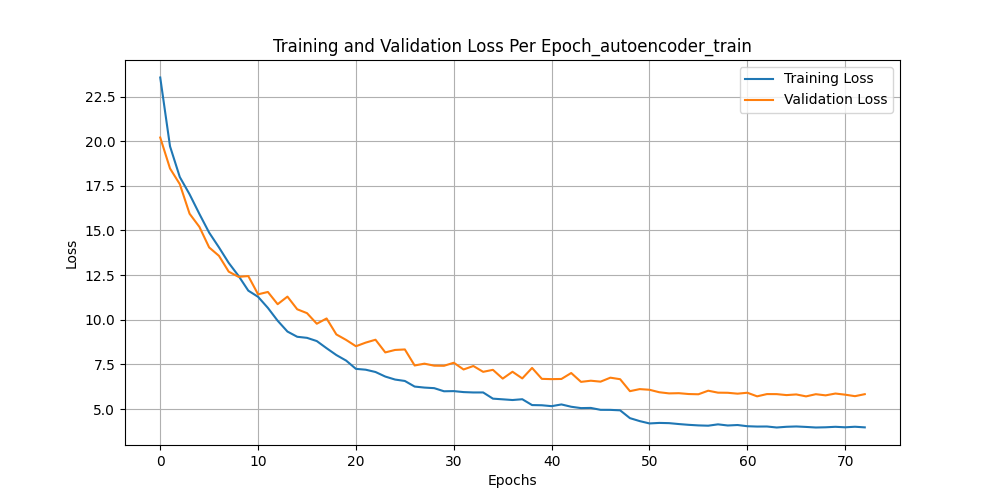 Training and Validation Loss Per Epoch_autoencoder_train
Training Loss
Validation Loss
22.5
20.0
17.5
15.0
12.5
10.0
7.5
5.0
Loss
0 10 20 30 40 50 60 70
Epochs